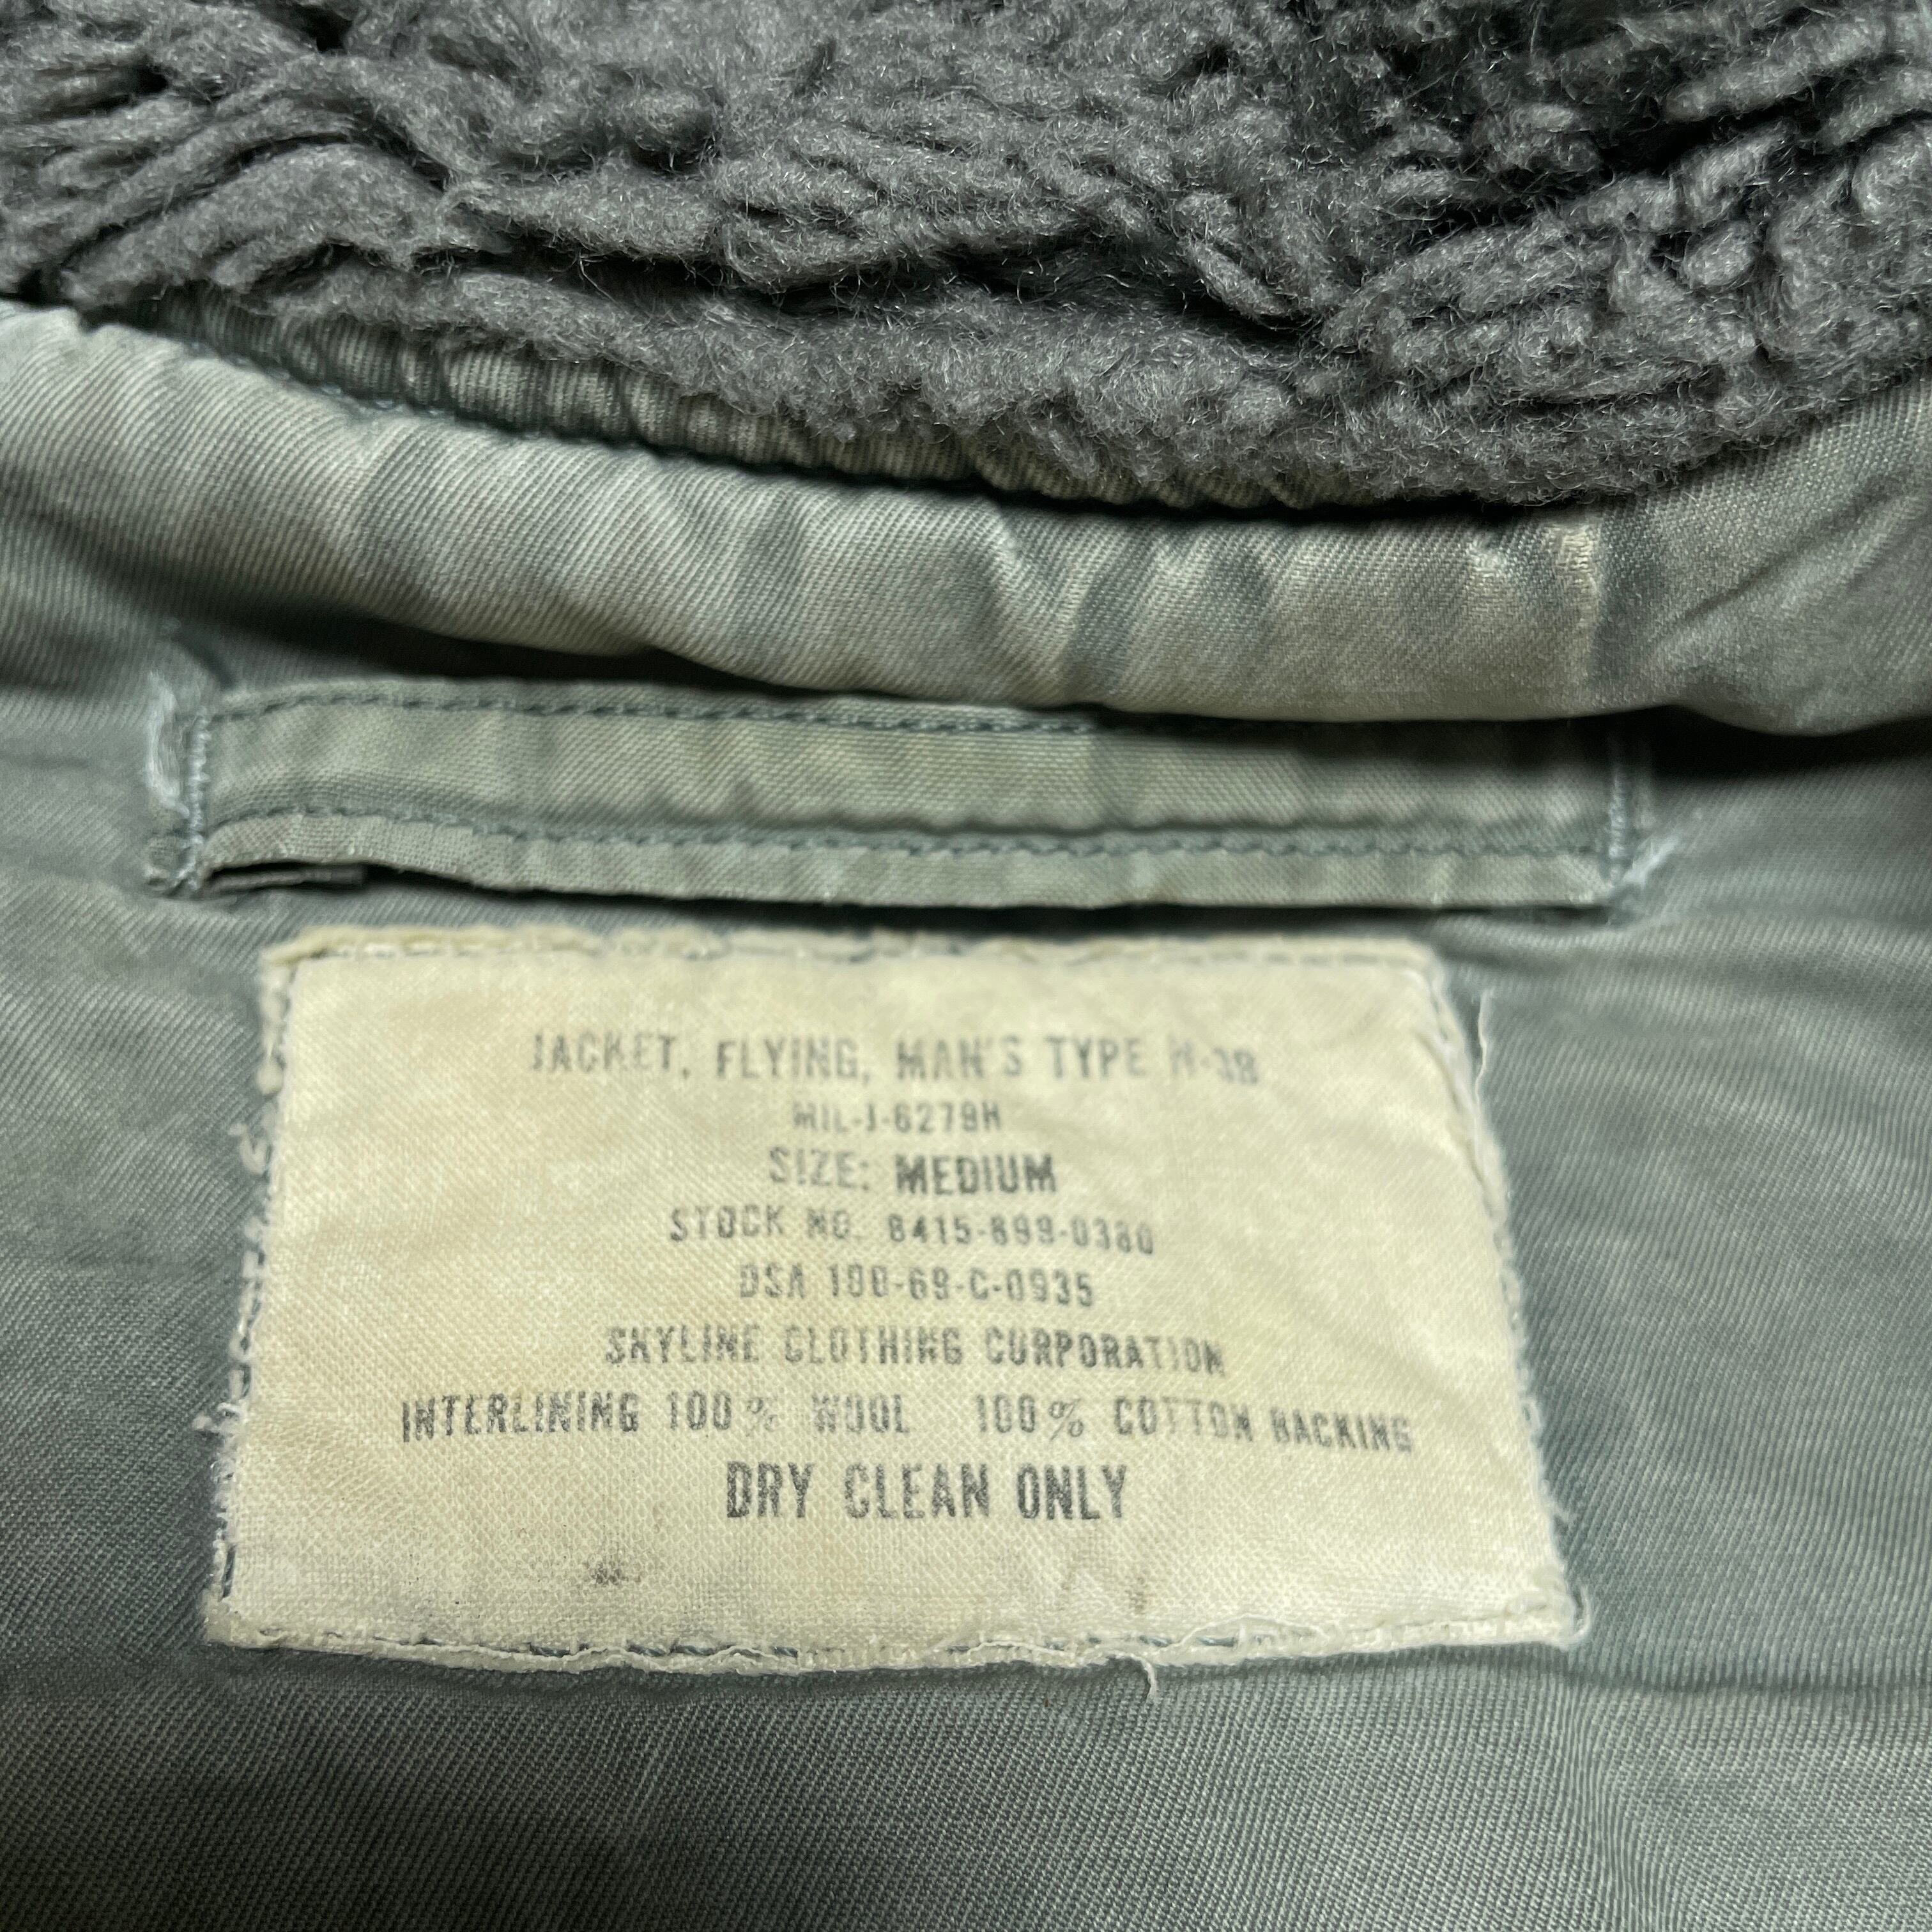 JACKET, FLYING, MAN'S TYPE N-3B
MIL-J-6279H
SIZE: MEDIUM
STOCK NO. 8415-899-0380
DSA 100-69-C-0935
SKYLINE CLOTHING CORPORATION
INTERLINING 100% WOOL 100% COTTON BACKING
DRY CLEAN ONLY